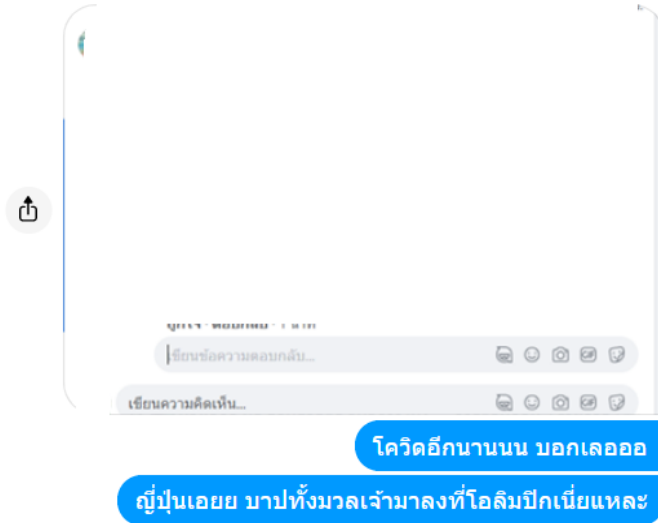 เขียนข้อความตอบกลับ...
เขียนความคิดเห็น...
โควิดอีกนานนน บอกเลอออ
ญี่ปุ่นเอยย บาปทั้งมวลเจ้ามาลงที่โอลิมปิกเนี่ยแหละ